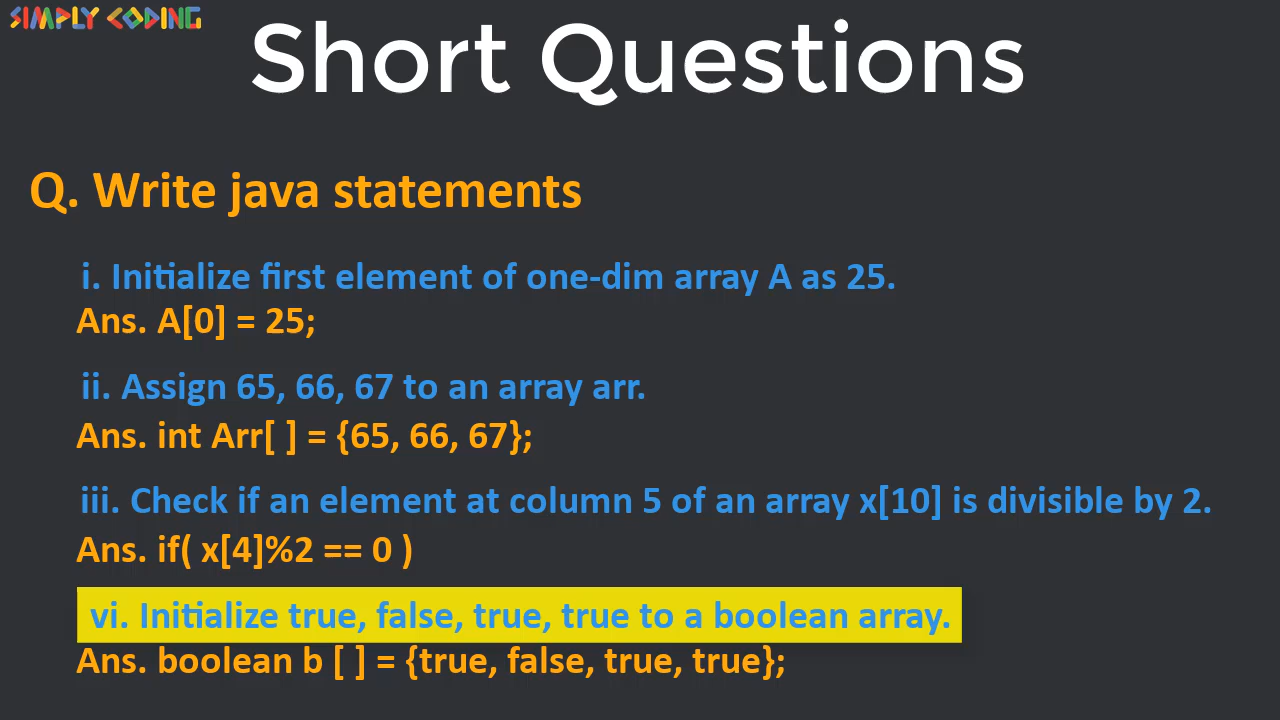 SIMPLY CODING
Short Questions
Q. Write java statements
i. Initialize first element of one-dim array A as 25.
Ans. A[0] = 25;
ii. Assign 65, 66, 67 to an array arr.
Ans. int Arr[ ] = {65, 66, 67};
iii. Check if an element at column 5 of an array x[10] is divisible by 2.
Ans. if( x[4]%2 == 0 )
vi. Initialize true, false, true, true to a boolean array.
Ans. boolean b [ ] = {true, false, true, true};